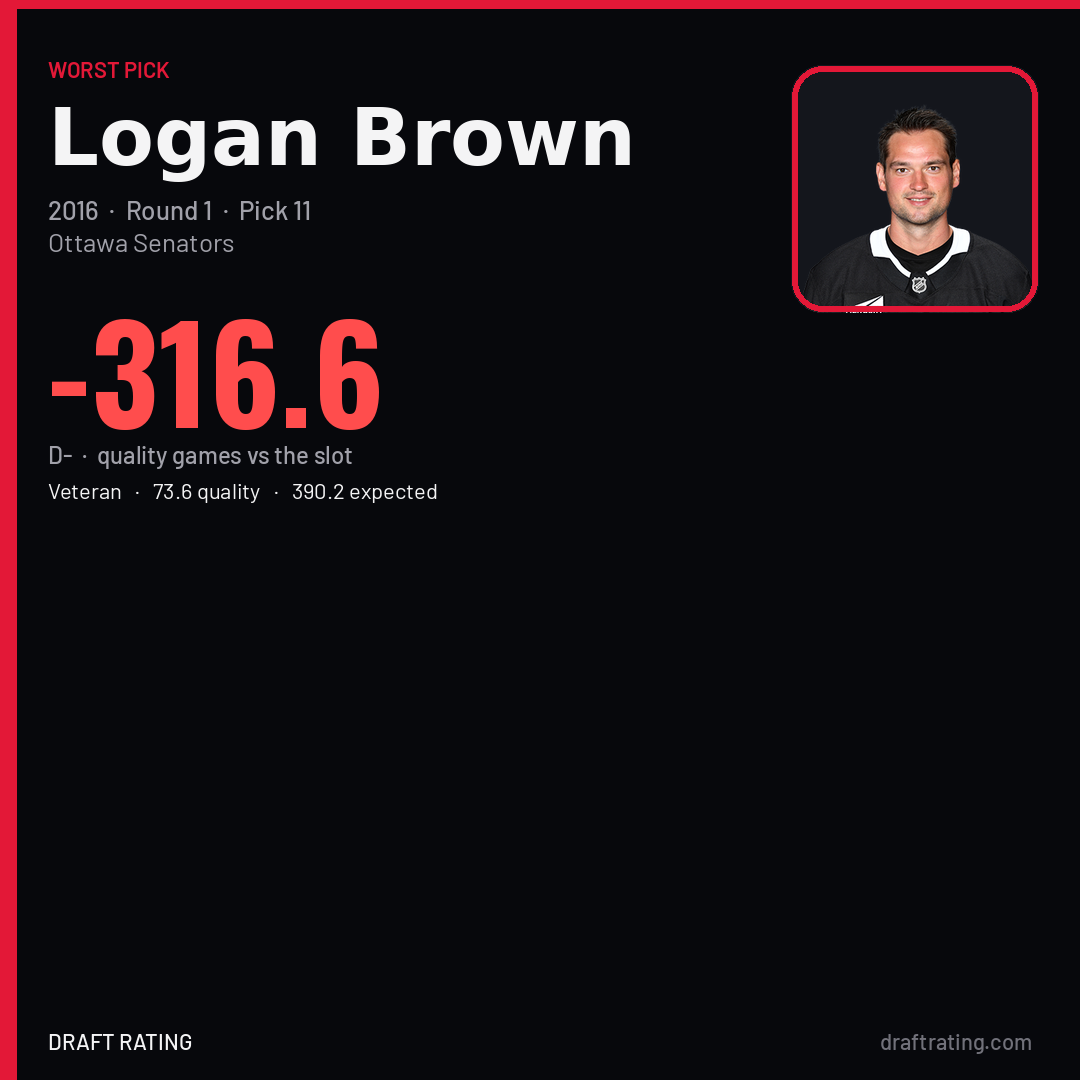 WORST PICK
Logan Brown
2016 · Round 1 · Pick 11
Ottawa Senators
-316.6
D- · quality games vs the slot
Veteran · 73.6 quality · 390.2 expected
DRAFT RATING
draftrating.com